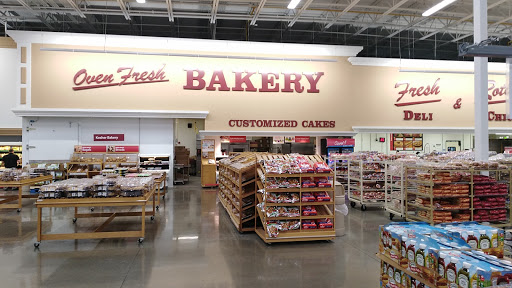 Oven Fresh BAKERY
CUSTOMIZED CAKES
"Fresh
DELI &
Kosher Bakery